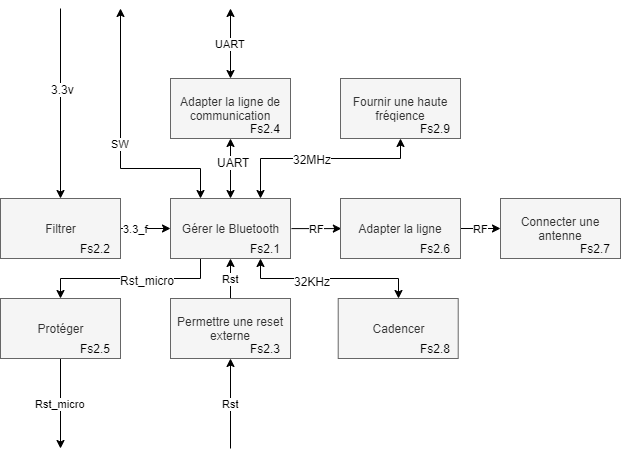 UART
3.3v
Adapter la ligne de
communication
Fs2.4
Fournir une haute
fréqience
Fs2.9
SW
UART
32MHz
Filtrer
Fs2.2
3.3_f
Gérer le Bluetooth
Fs2.1
RF
Adapter la ligne
Fs2.6
RF
Connecter une
antenne
Fs2.7
Rst_micro
Rst
32KHz
Protéger
Fs2.5
Permettre une reset
externe
Fs2.3
Cadencer
Fs2.8
Rst_micro
Rst